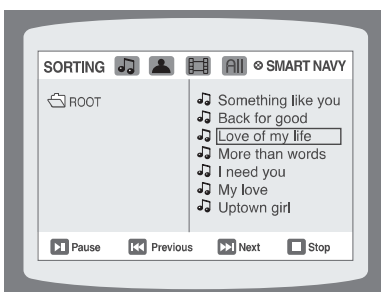 SORTING All ⊗ SMART NAVY
ROOT
Something like you
Back for good
Love of my life
More than words
I need you
My love
Uptown girl
Pause Previous Next Stop